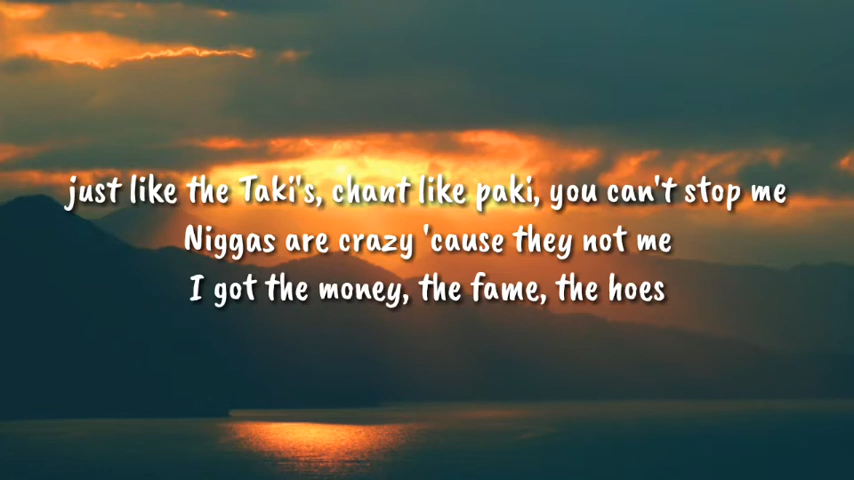 just like the Taki's, chant like paki, you can't stop me
Niggas are crazy 'cause they not me
I got the money, the fame, the hoes